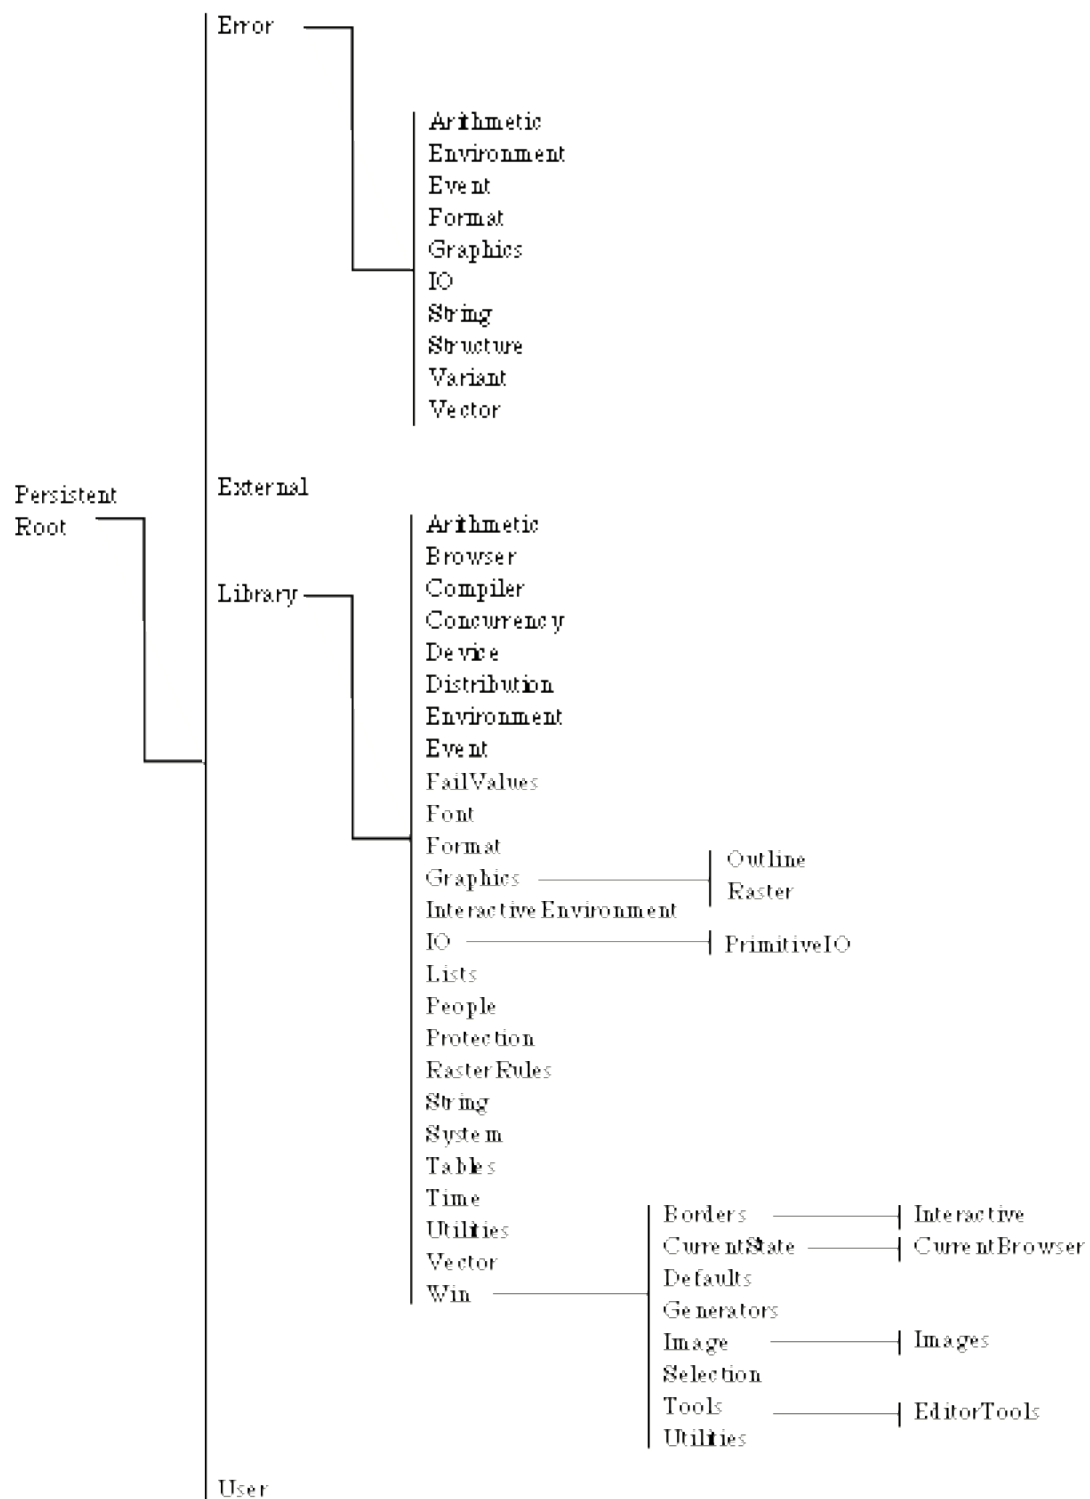 Error
Arithmetic
Environment
Event
Format
Graphics
IO
String
Structure
Variant
Vector
Persistent
Root
External
Library
Arithmetic
Browser
Compiler
Concurrency
Device
Distribution
Environment
Event
FailValues
Font
Format
Graphics
Outline
Raster
InteractiveEnvironment
IO
PrimitiveIO
Lists
People
Protection
RasterRules
String
System
Tables
Time
Utilities
Vector
Win
Borders
Interactive
CurrentState
CurrentBrowser
Defaults
Generators
Image
Images
Selection
Tools
EditorTools
Utilities
User